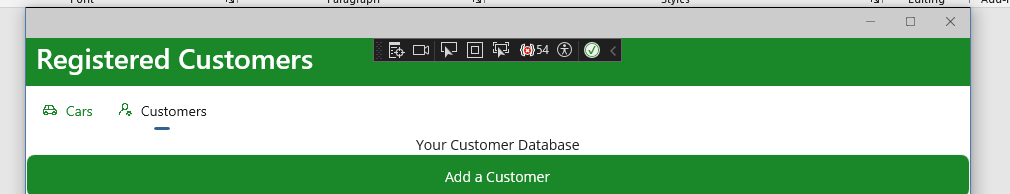 Font Paragraph Styles Editing
Registered Customers
54
Cars Customers
Your Customer Database
Add a Customer